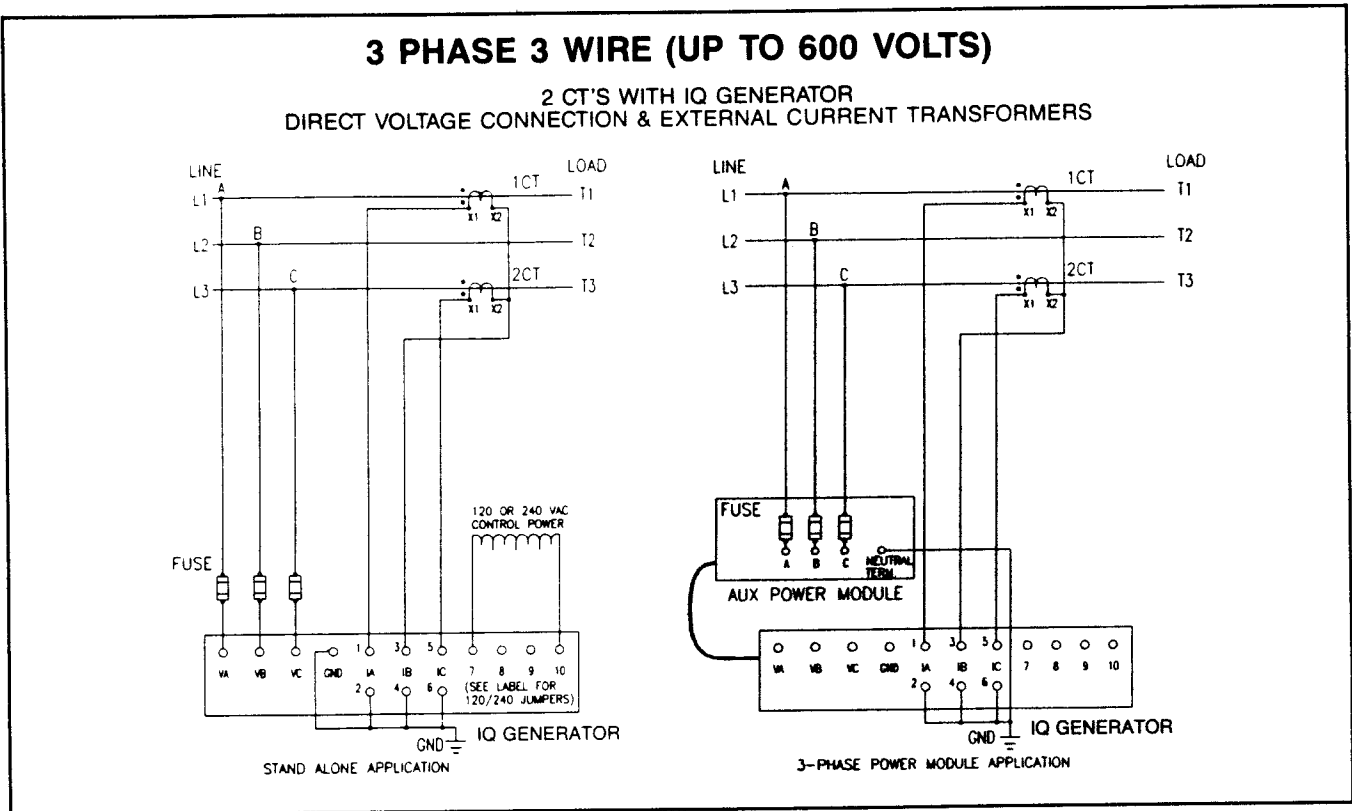 3 PHASE 3 WIRE (UP TO 600 VOLTS)
2 CT'S WITH IQ GENERATOR
DIRECT VOLTAGE CONNECTION & EXTERNAL CURRENT TRANSFORMERS
LINE
LOAD
A
1CT
L1
T1
X1 X2
B
L2
T2
C
2CT
L3
T3
X1 X2
120 OR 240 VAC
CONTROL POWER
FUSE
1 3 5
VA VB VC GND IA IB IC 7 8 9 10
2 4 6
(SEE LABEL FOR
120/240 JUMPERS)
GND
IQ GENERATOR
STAND ALONE APPLICATION
LINE
LOAD
A
1CT
L1
T1
X1 X2
B
L2
T2
C
2CT
L3
T3
X1 X2
FUSE
A B C NEUTRAL
TERM.
AUX POWER MODULE
1 3 5
VA VB VC GND IA IB IC 7 8 9 10
2 4 6
GND
IQ GENERATOR
3-PHASE POWER MODULE APPLICATION